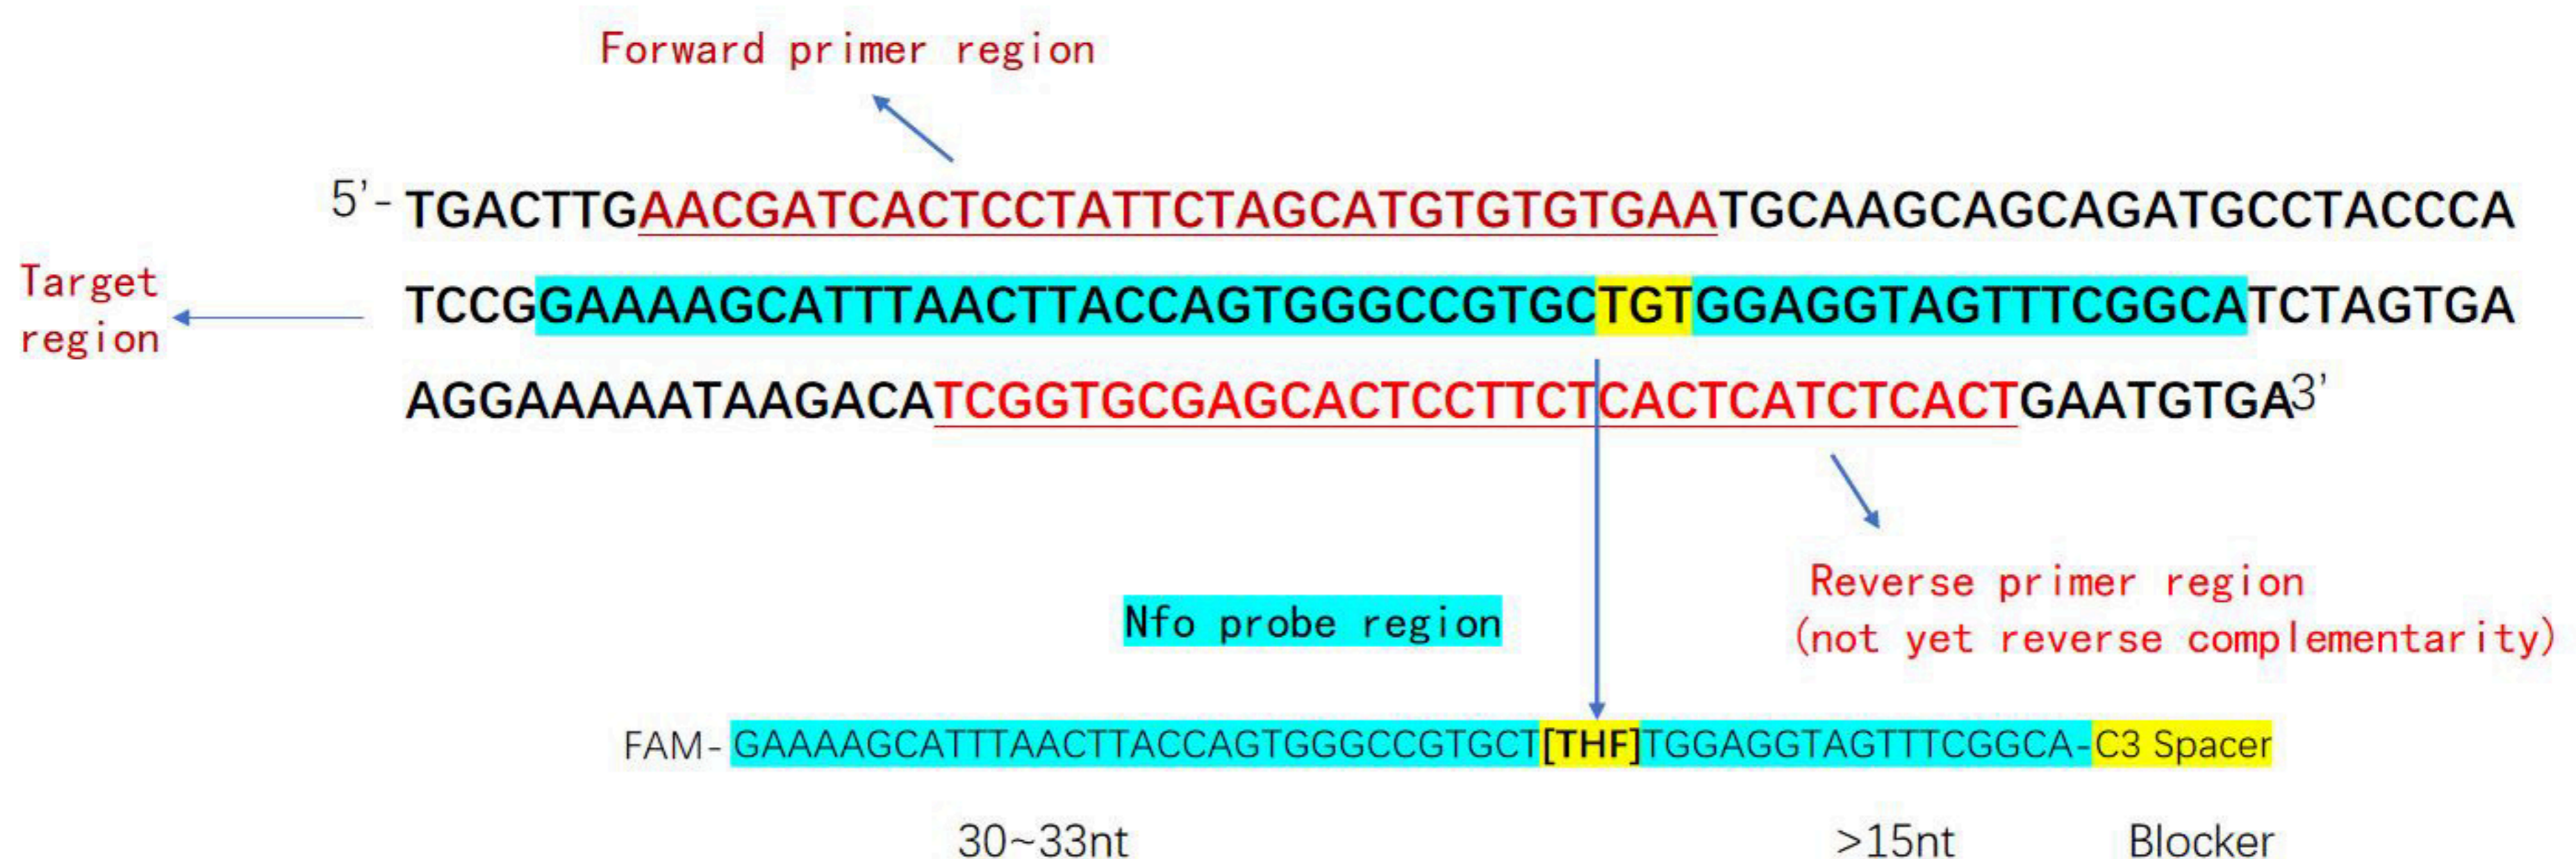 Forward primer region
5’-TGACTTGAACGATCACTCCTATTCTAGCATGTGTGTGAATGCAAGCAGCAGATGCCTACCCA
Target
region
TCCGGAAAAGCATTTAACTTACCAGTGGGCCGTGCTGTGGAGGTAGTTTCGGCATCTAGTGA
AGGAAAAATAAGACATCGGTGCGAGCACTCCTTCTCACTCATCTCACTGAATGTGA3’
Reverse primer region
(not yet reverse complementarity)
Nfo probe region
FAM-GAAAAGCATTTAACTTACCAGTGGGCCGTGCT[THF]TGGAGGTAGTTTCGGCA-C3 Spacer
30~33nt >15nt Blocker